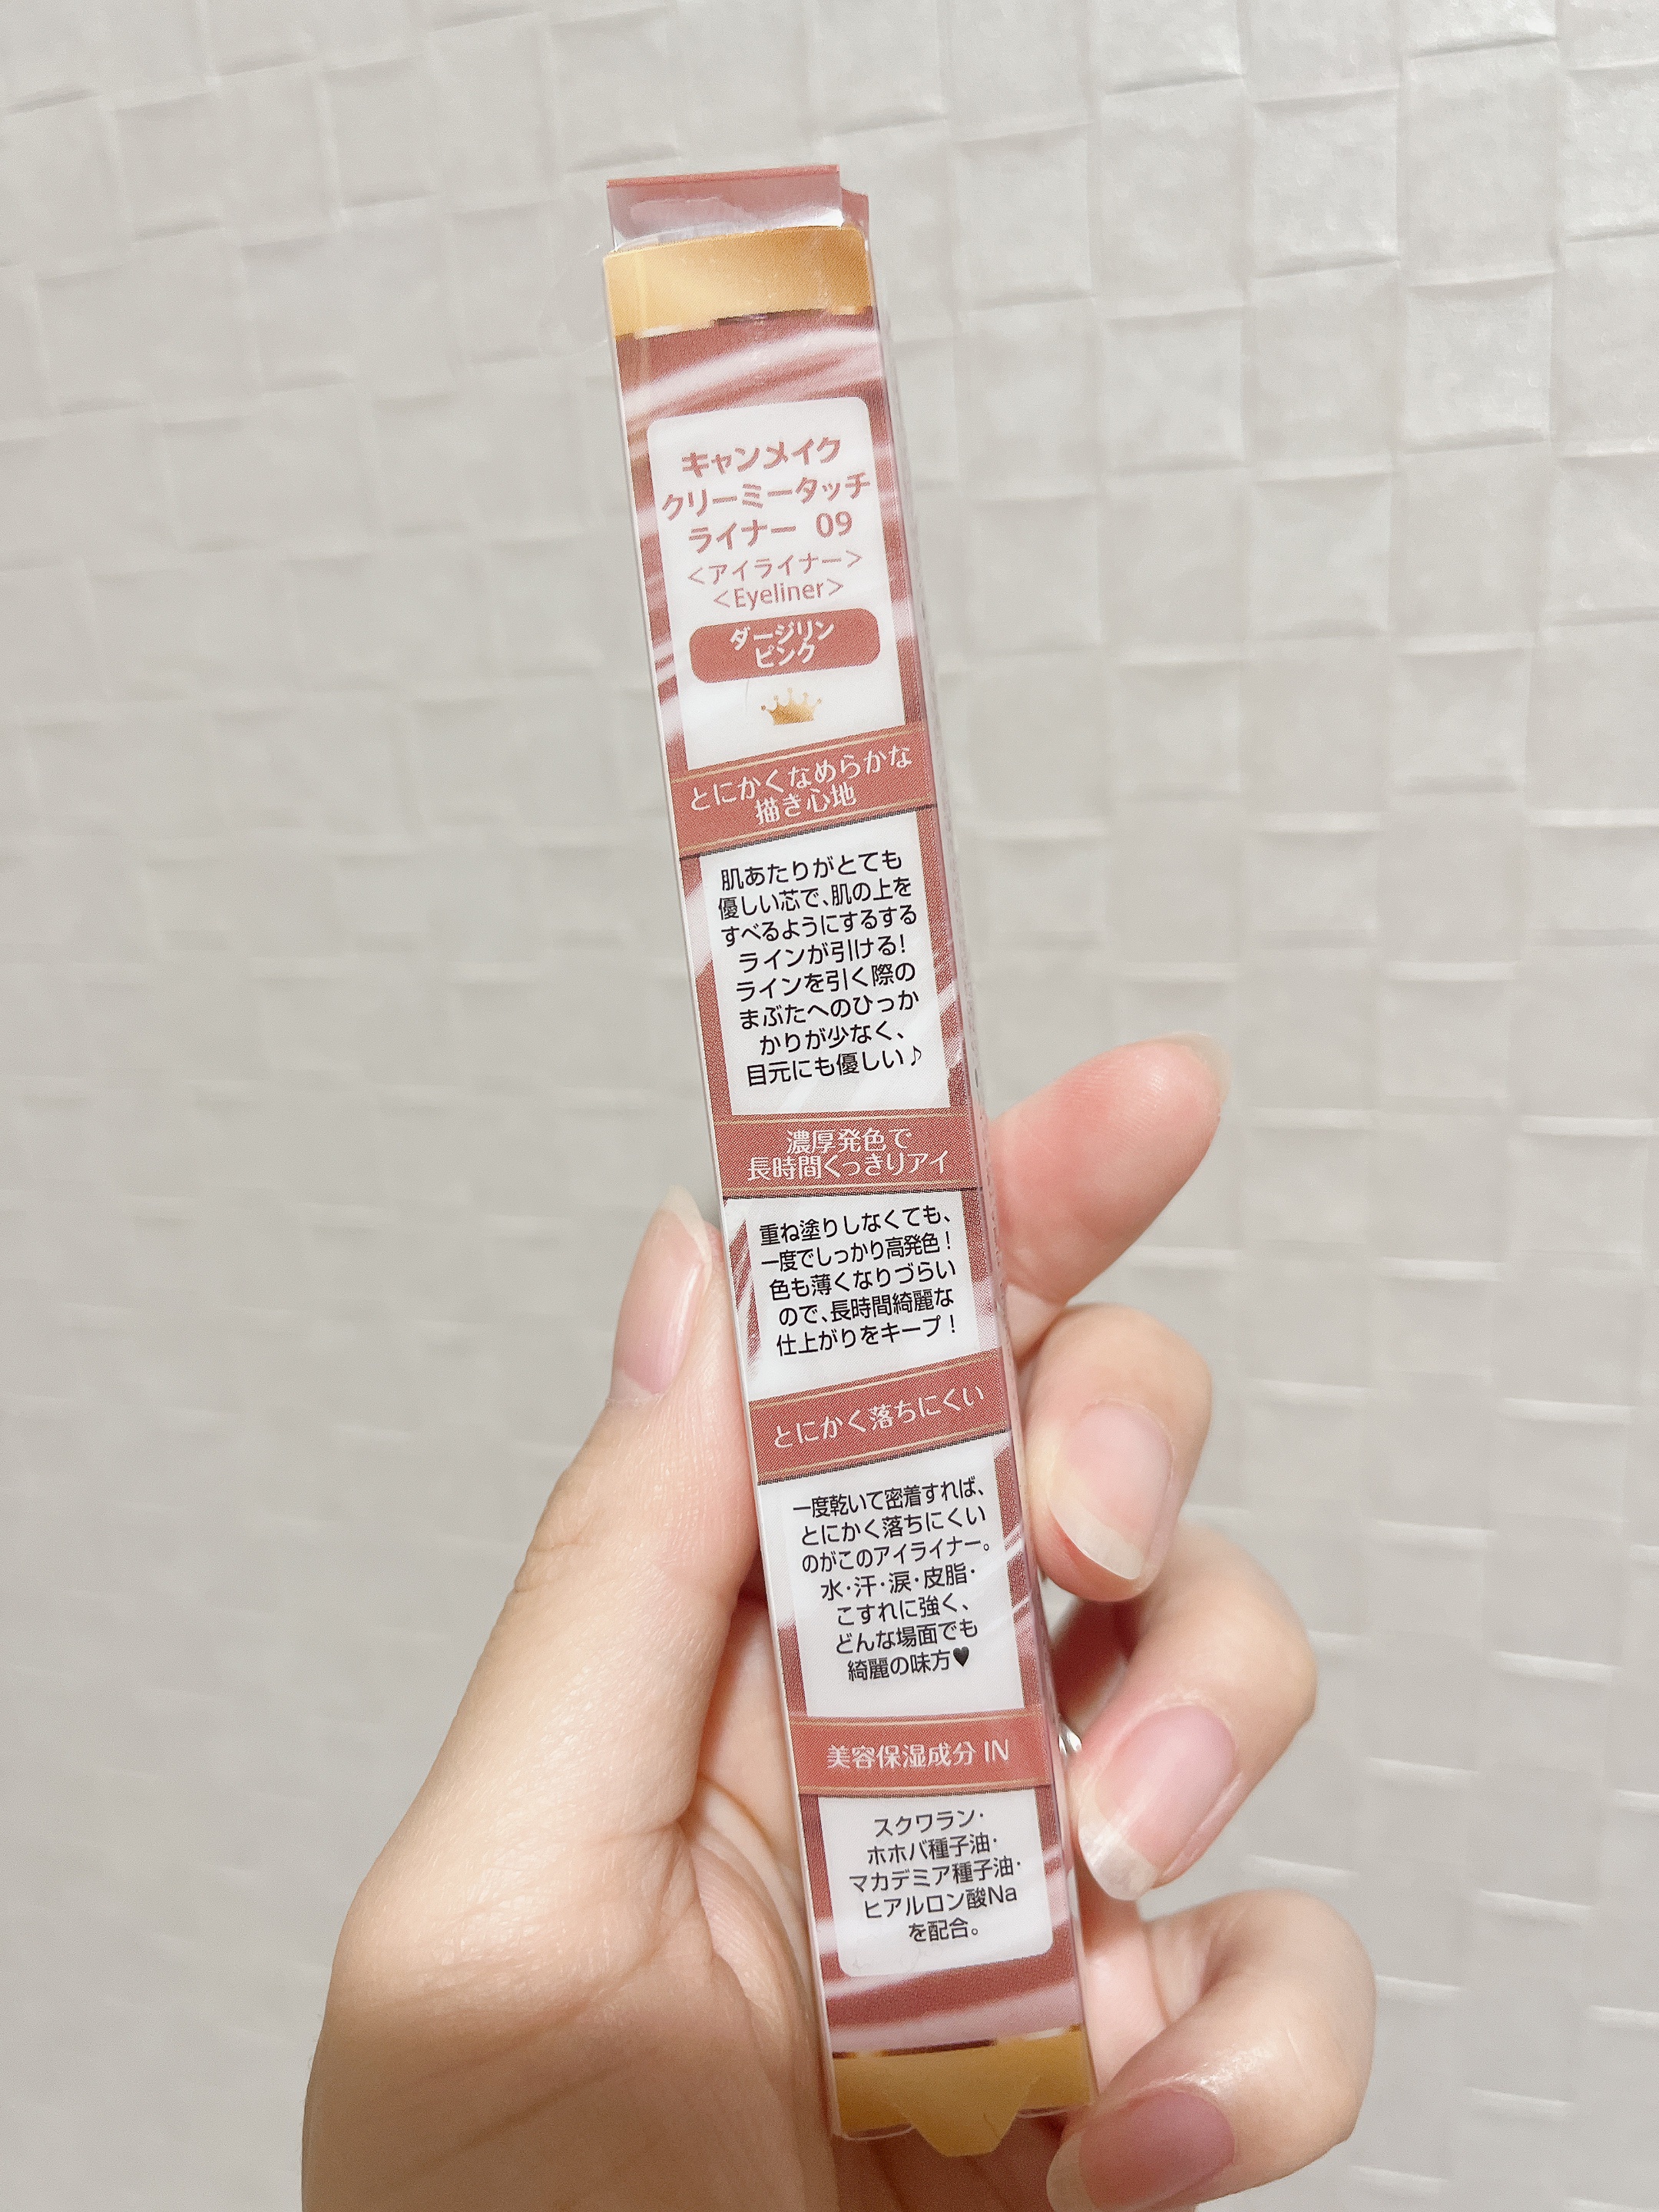 キャンメイク
クリーミータッチ
ライナー 09
<アイライナー>
<Eyeliner>
ダージリン
ピンク
とにかくなめらかな
描き心地
肌あたりがとても
優しい芯で、肌の上を
すべるようにするする
ラインが引ける!
ラインを引く際の
まぶたへのひっか
かりが少なく、
目元にも優しい♪
濃厚発色で
長時間くっきりアイ
重ね塗りしなくても、
一度でしっかり高発色!
色も薄くなりづらい
ので、長時間綺麗な
仕上がりをキープ!
とにかく落ちにくい
一度乾いて密着すれば、
とにかく落ちにくい
のがこのアイライナー。
水・汗・涙・皮脂・
こすれに強く、
どんな場面でも
綺麗の味方♥
美容保湿成分 IN
スクワラン・
ホホバ種子油・
マカデミア種子油・
ヒアルロン酸Na
を配合。